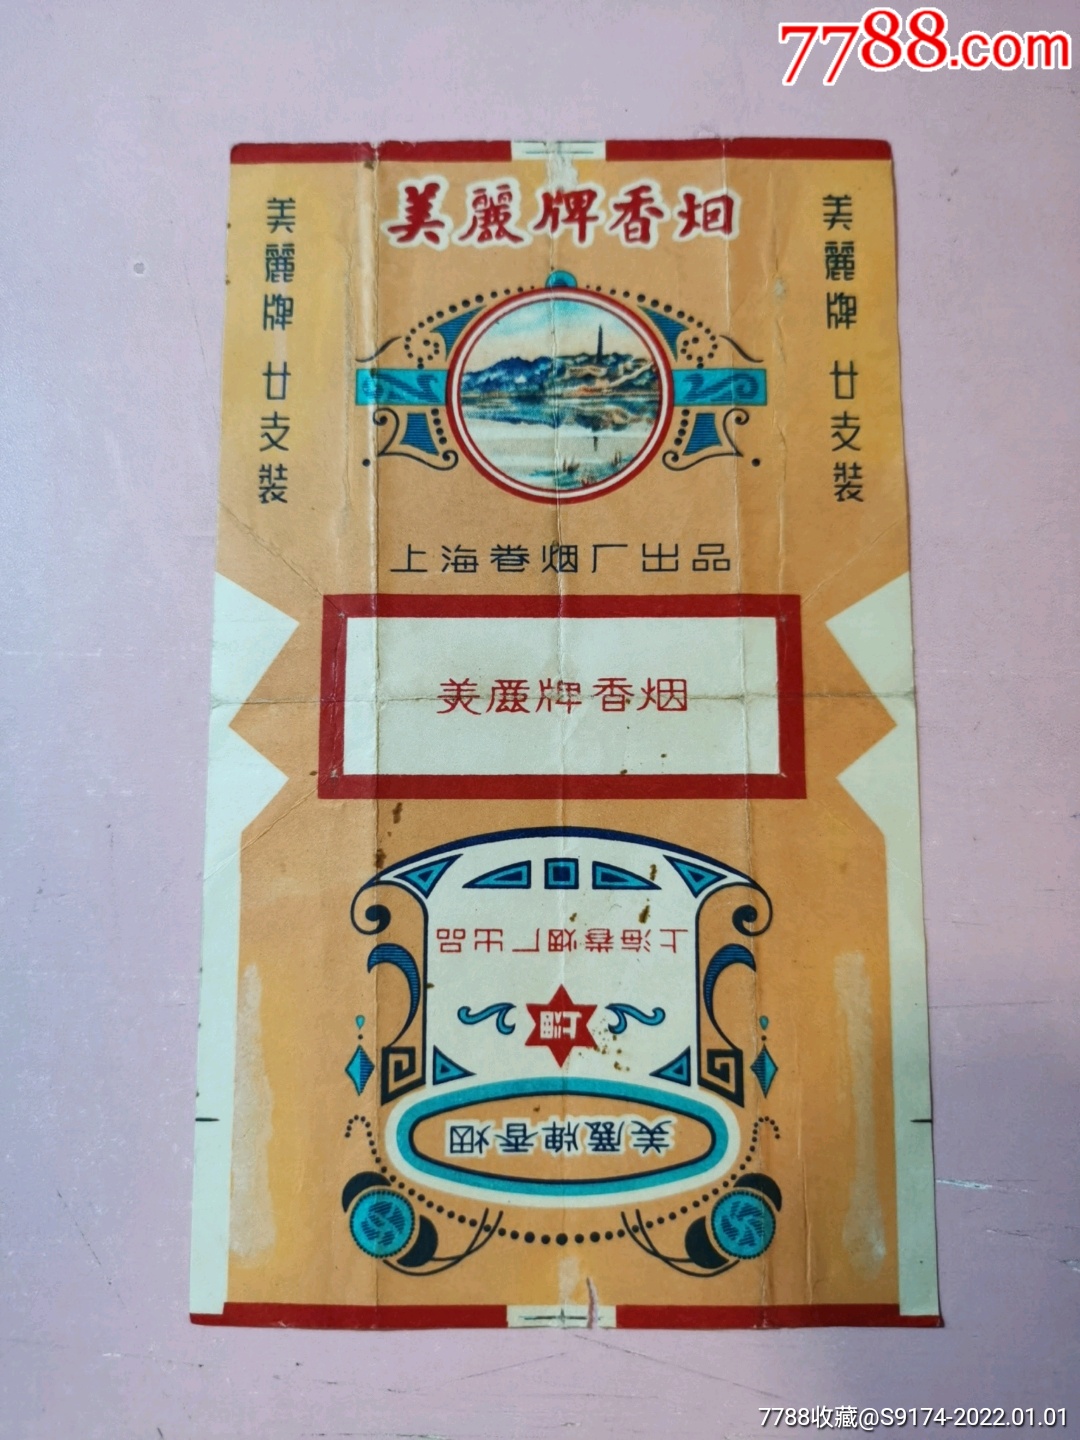 7788.com
美麗牌香烟
美麗牌 廿支裝
美麗牌 廿支裝
上海卷烟厂出品
美麗牌香烟
上海卷烟厂出品
上海
美麗牌香烟
7788收藏@S9174-2022.01.01